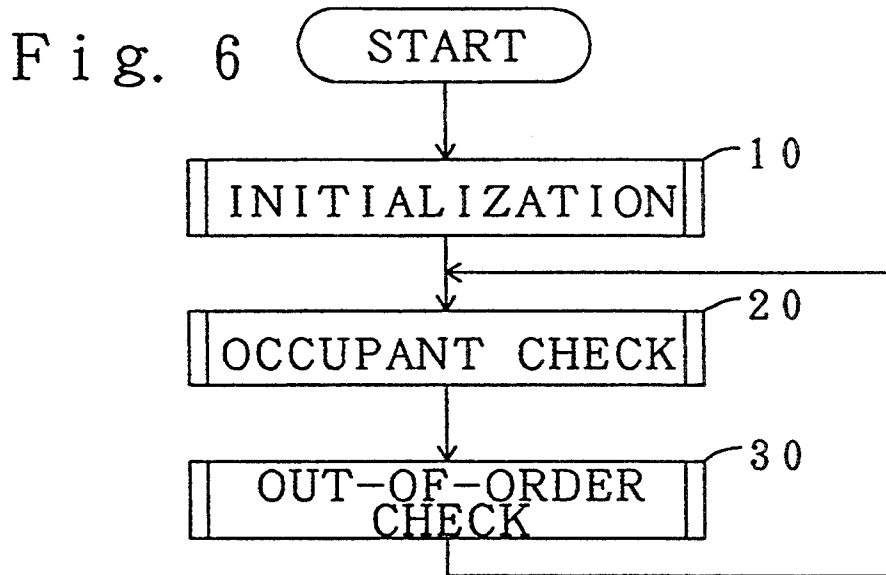 Fig. 6
START
10
INITIALIZATION
20
OCCUPANT CHECK
30
OUT-OF-ORDER
CHECK